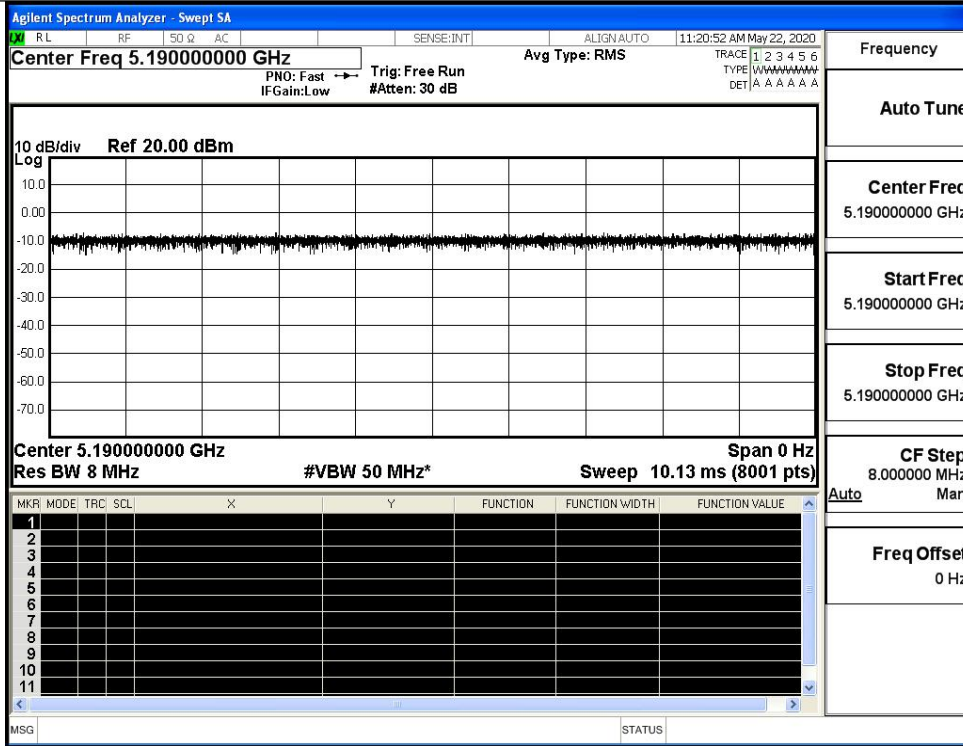 Agilent Spectrum Analyzer - Swept SA
LXI RL RF 50 Ω AC SENSE:INT ALIGNAUTO 11:20:52 AM May 22, 2020
Center Freq 5.190000000 GHz
PNO: Fast
IFGain:Low
Trig: Free Run
#Atten: 30 dB
Avg Type: RMS
TRACE 1 2 3 4 5 6
TYPE WWWWWW
DET A A A A A A
10 dB/div Ref 20.00 dBm
Log
10.0
0.00
-10.0
-20.0
-30.0
-40.0
-50.0
-60.0
-70.0
Center 5.190000000 GHz Span 0 Hz
Res BW 8 MHz #VBW 50 MHz* Sweep 10.13 ms (8001 pts)
MKR MODE TRC SCL X Y FUNCTION FUNCTION WIDTH FUNCTION VALUE
1
2
3
4
5
6
7
8
9
10
11
MSG STATUS
Frequency
Auto Tune
Center Freq
5.190000000 GHz
Start Freq
5.190000000 GHz
Stop Freq
5.190000000 GHz
CF Step
8.000000 MHz
Auto Man
Freq Offset
0 Hz